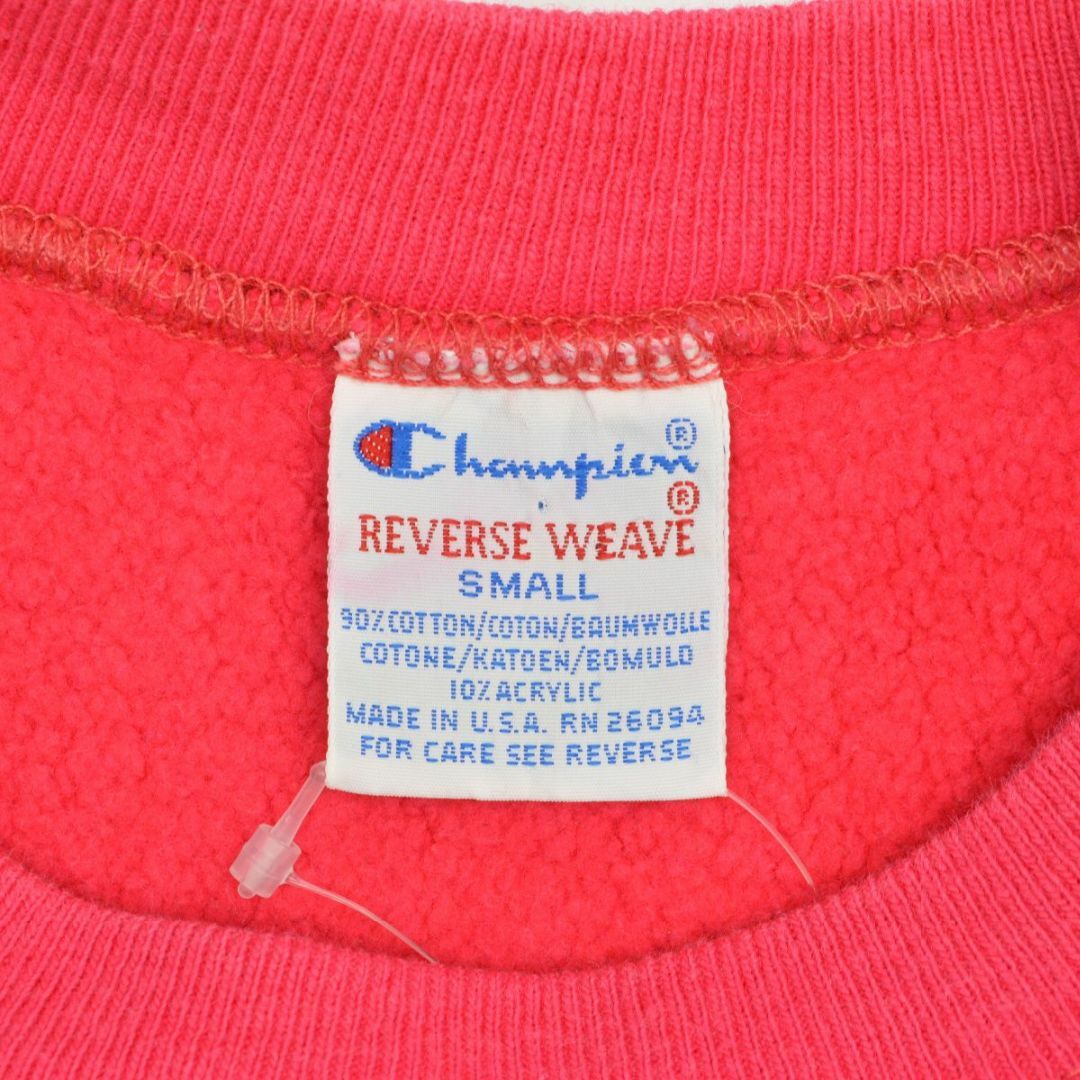 Champion®
REVERSE WEAVE®
SMALL
90% COTTON/COTON/BAUMWOLLE
COTONE/KATOEN/BOMULD
10% ACRYLIC
MADE IN U.S.A. RN 26094
FOR CARE SEE REVERSE